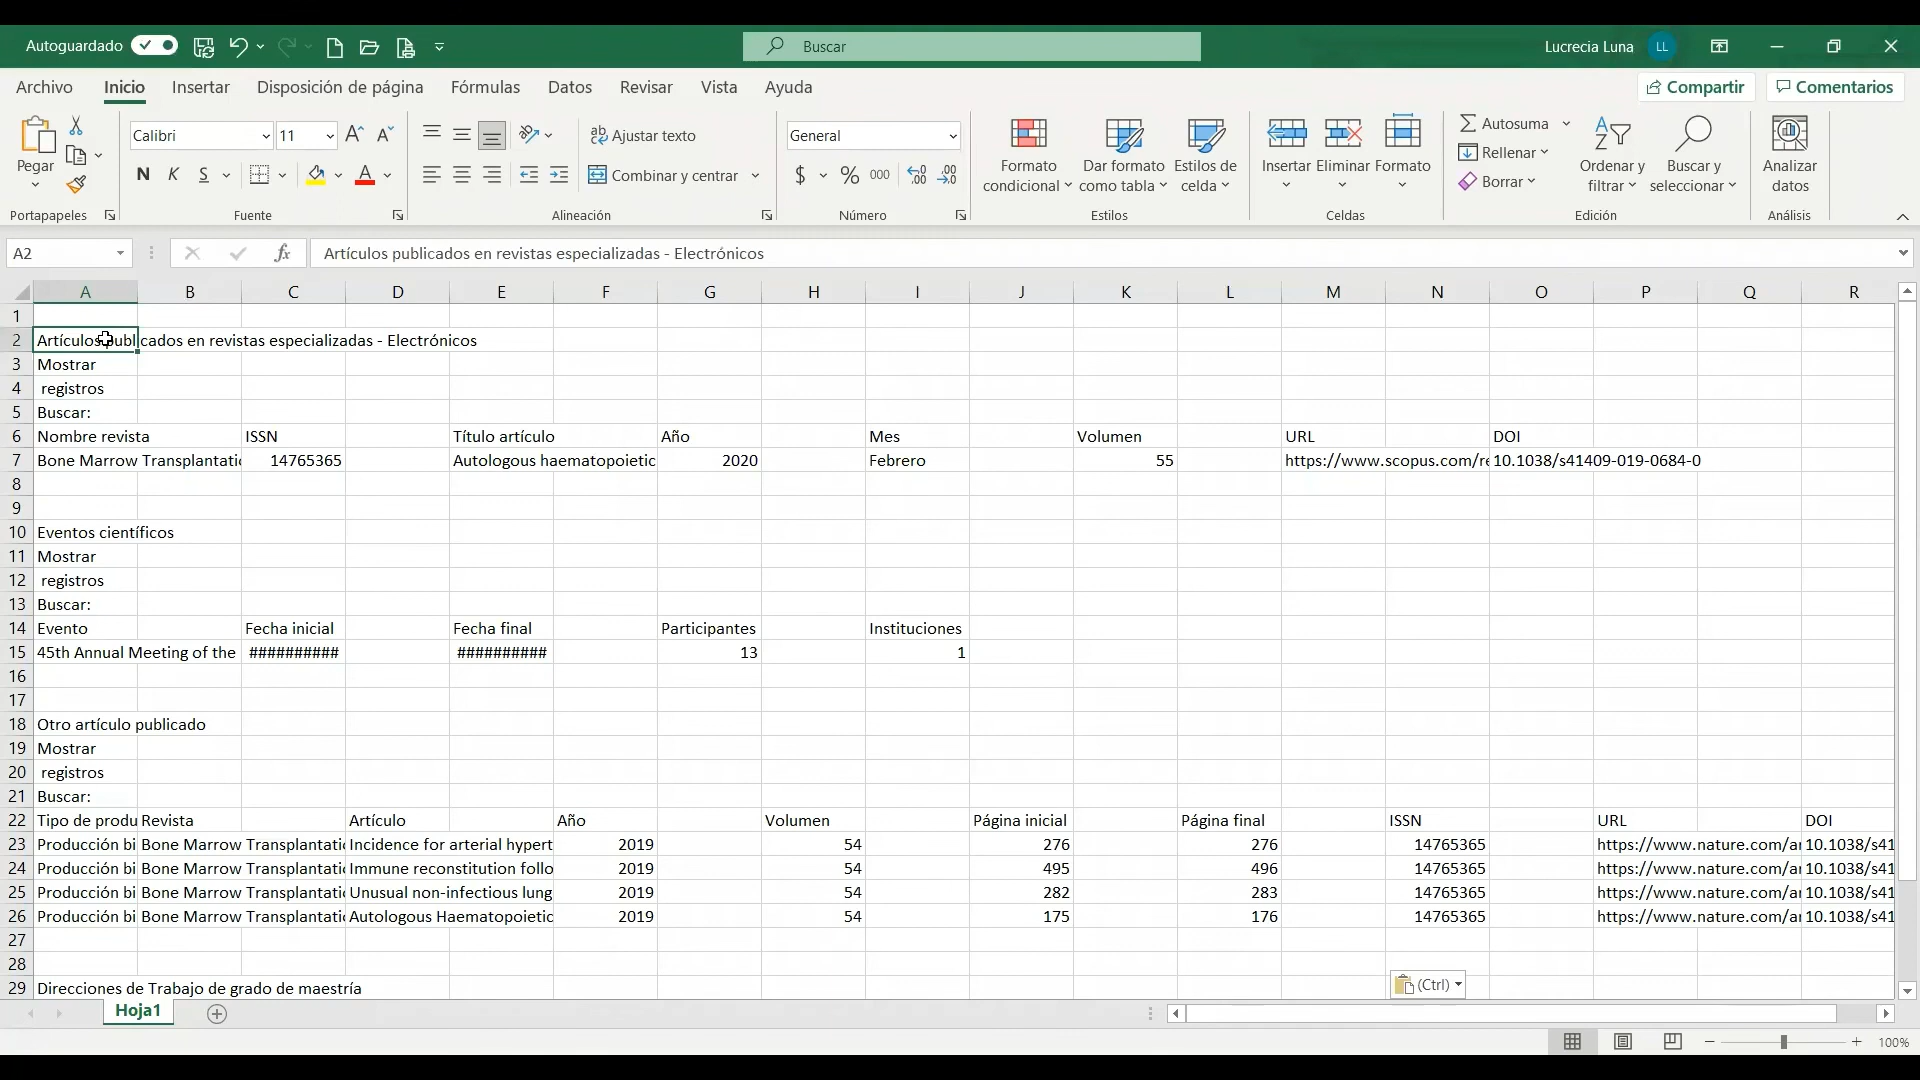 Autoguardado
Buscar
Lucrecia Luna LL
Archivo Inicio Insertar Disposición de página Fórmulas Datos Revisar Vista Ayuda Compartir Comentarios
Pegar
Calibri 11
N K S
Ajustar texto
Combinar y centrar
General
$ % 000
Formato condicional Dar formato como tabla Estilos de celda
Insertar Eliminar Formato
Autosuma
Rellenar
Borrar
Ordenar y filtrar Buscar y seleccionar
Analizar datos
Portapapeles Fuente Alineación Número Estilos Celdas Edición Análisis
A2 fx Artículos publicados en revistas especializadas - Electrónicos
A B C D E F G H I J K L M N O P Q R
1
2 Artículos publicados en revistas especializadas - Electrónicos
3 Mostrar
4 registros
5 Buscar:
6 Nombre revista ISSN Título artículo Año Mes Volumen URL DOI
7 Bone Marrow Transplantatic 14765365 Autologous haematopoietic 2020 Febrero 55 https://www.scopus.com/re 10.1038/s41409-019-0684-0
8
9
10 Eventos científicos
11 Mostrar
12 registros
13 Buscar:
14 Evento Fecha inicial Fecha final Participantes Instituciones
15 45th Annual Meeting of the ########## ########## 13 1
16
17
18 Otro artículo publicado
19 Mostrar
20 registros
21 Buscar:
22 Tipo de produ Revista Artículo Año Volumen Página inicial Página final ISSN URL DOI
23 Producción bi Bone Marrow Transplantatic Incidence for arterial hypert 2019 54 276 276 14765365 https://www.nature.com/ar 10.1038/s41
24 Producción bi Bone Marrow Transplantatic Immune reconstitution follo 2019 54 495 496 14765365 https://www.nature.com/ar 10.1038/s41
25 Producción bi Bone Marrow Transplantatic Unusual non-infectious lung 2019 54 282 283 14765365 https://www.nature.com/ar 10.1038/s41
26 Producción bi Bone Marrow Transplantatic Autologous Haematopoietic 2019 54 175 176 14765365 https://www.nature.com/ar 10.1038/s41
27
28
29 Direcciones de Trabajo de grado de maestría
(Ctrl)
Hoja1
100%